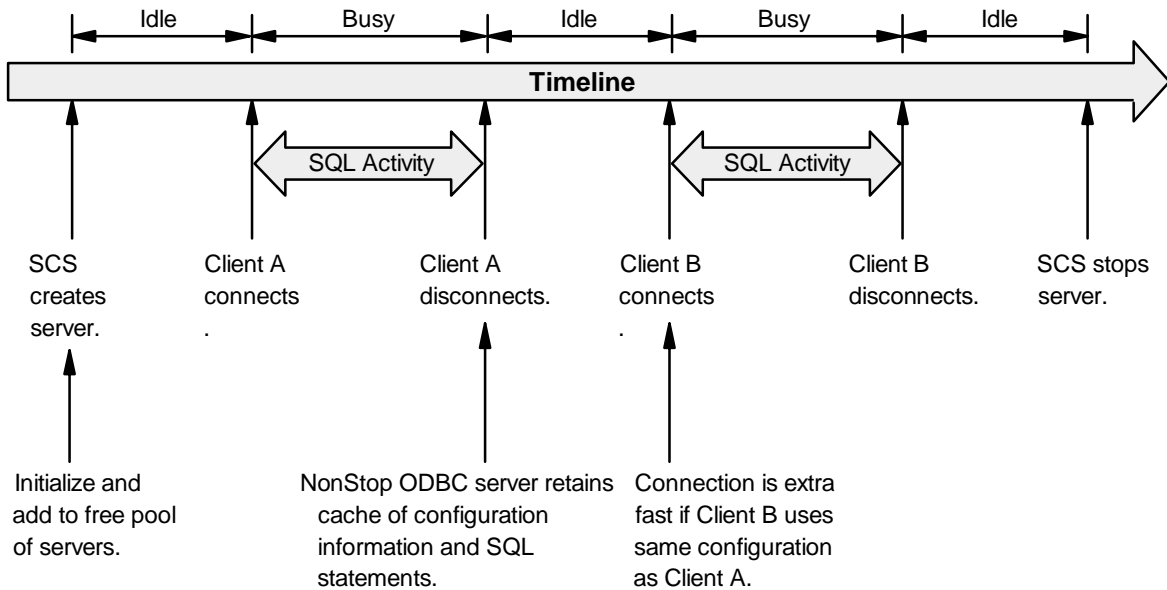 Idle
Busy
Idle
Busy
Idle
Timeline
SQL Activity
SQL Activity
SCS
creates
server.
Client A
connects
.
Client A
disconnects.
Client B
connects
.
Client B
disconnects.
SCS stops
server.
Initialize and
add to free pool
of servers.
NonStop ODBC server retains
cache of configuration
information and SQL
statements.
Connection is extra
fast if Client B uses
same configuration
as Client A.